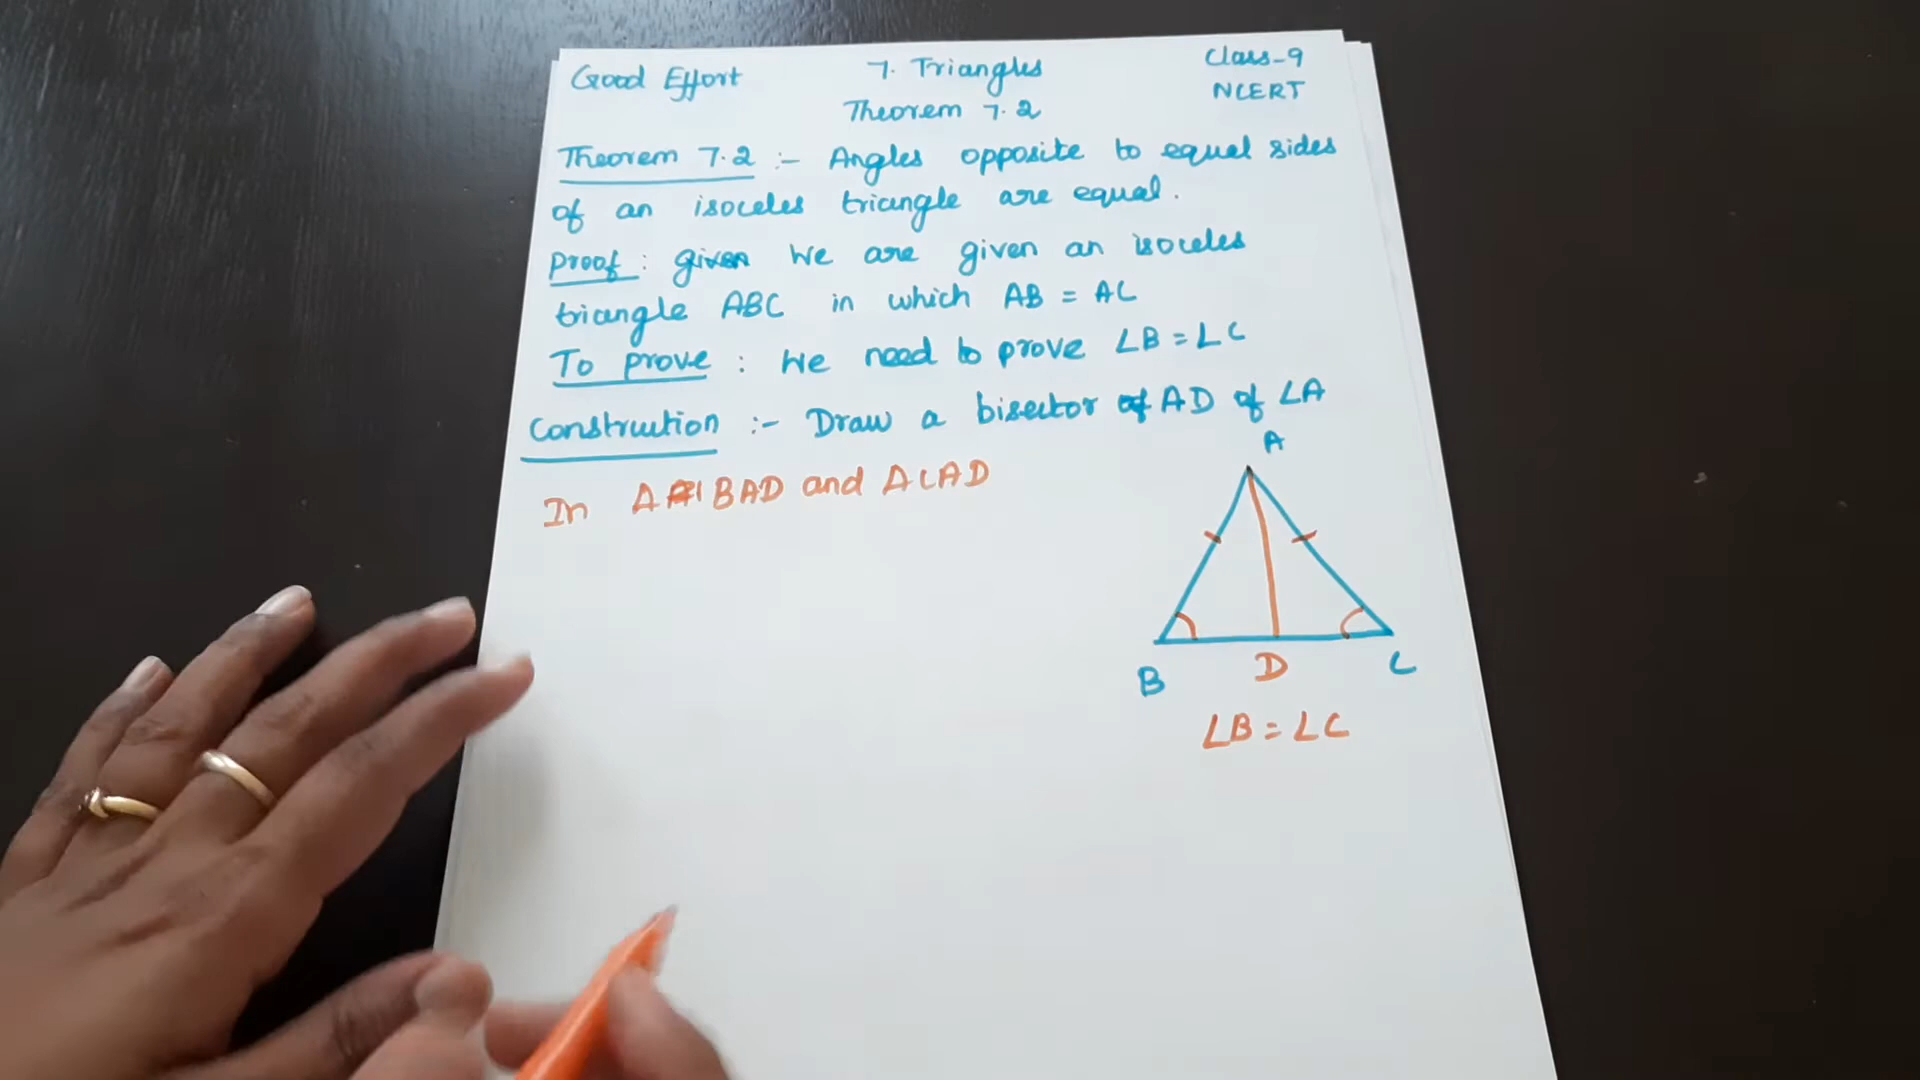 Good Effort
7. Triangles
Class-9
NCERT
Theorem 7.2
Theorem 7.2 :- Angles opposite to equal sides
of an isoceles triangle are equal.
Proof : given We are given an isoceles
triangle ABC in which AB = AC
To prove : We need to prove ∠B = ∠C
Construction :- Draw a bisector of AD of ∠A
In Δ BAD and ΔCAD
A
B
D
C
∠B = ∠C